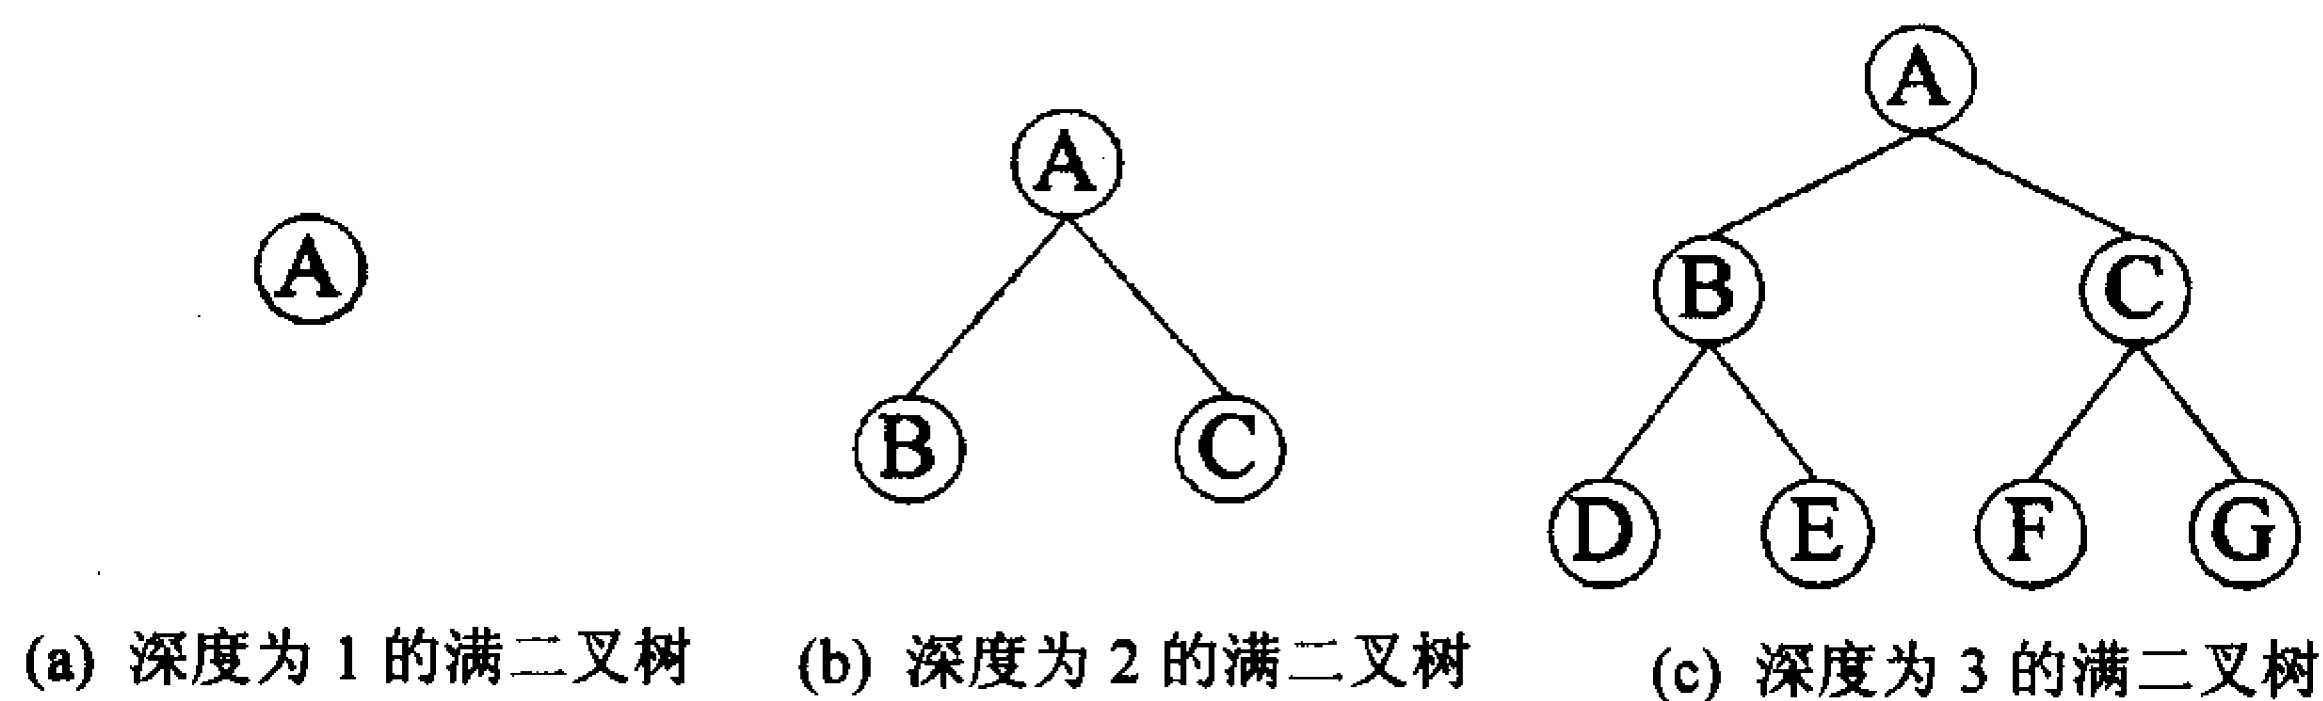 A
A
B C
A
B C
D E F G
(a) 深度为 1 的满二叉树
(b) 深度为 2 的满二叉树
(c) 深度为 3 的满二叉树